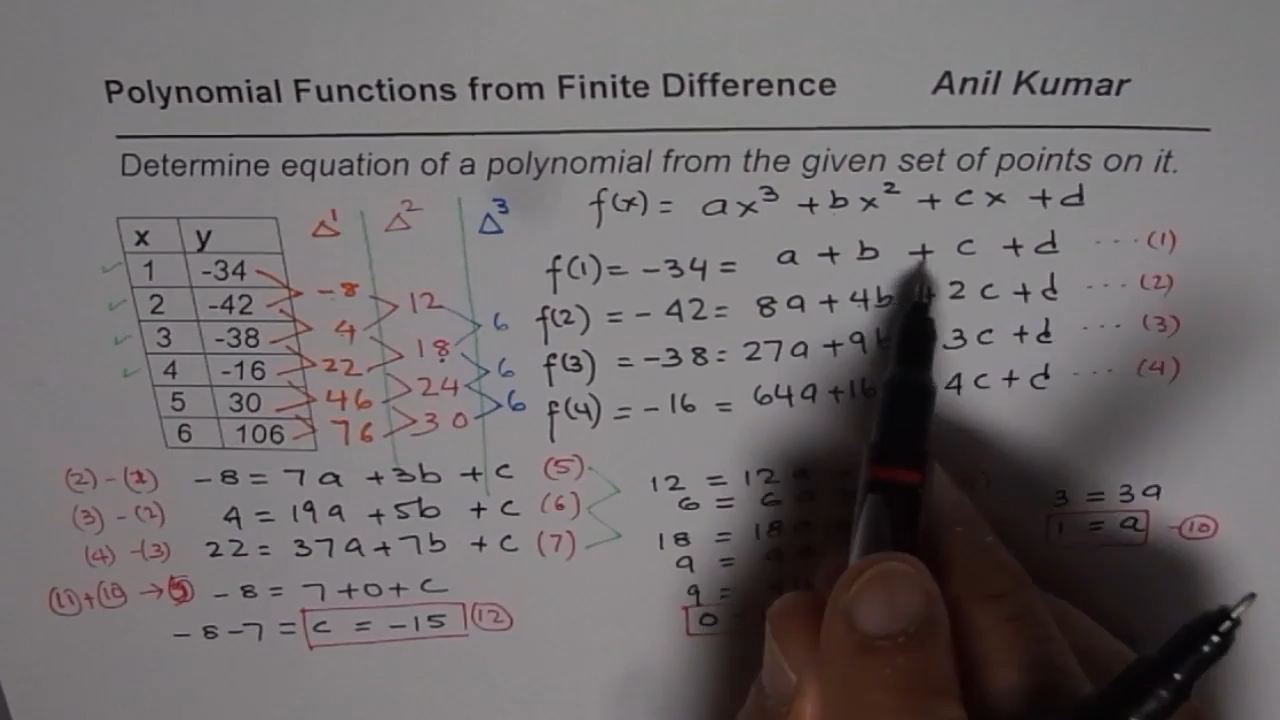 Polynomial Functions from Finite Difference Anil Kumar
Determine equation of a polynomial from the given set of points on it.
f(x) = ax³ + bx² + cx + d
x y Δ¹ Δ² Δ³
1 -34
2 -42
3 -38
4 -16
5 30
6 106
-8
4
22
46
76
12
18
24
30
6
6
6
f(1) = -34 = a + b + c + d ... (1)
f(2) = -42 = 8a + 4b + 2c + d ... (2)
f(3) = -38 = 27a + 9b 3c + d ... (3)
f(4) = -16 = 64a + 16 4c + d ... (4)
(2) - (1) -8 = 7a + 3b + c (5)
(3) - (2) 4 = 19a + 5b + c (6)
(4) - (3) 22 = 37a + 7b + c (7)
(11) + (10) → (5) -8 = 7 + 0 + c
-8 - 7 = c = -15 (12)
12 = 12
6 = 6
18 = 18
9 =
9 =
0
3 = 3a
1 = a (10)